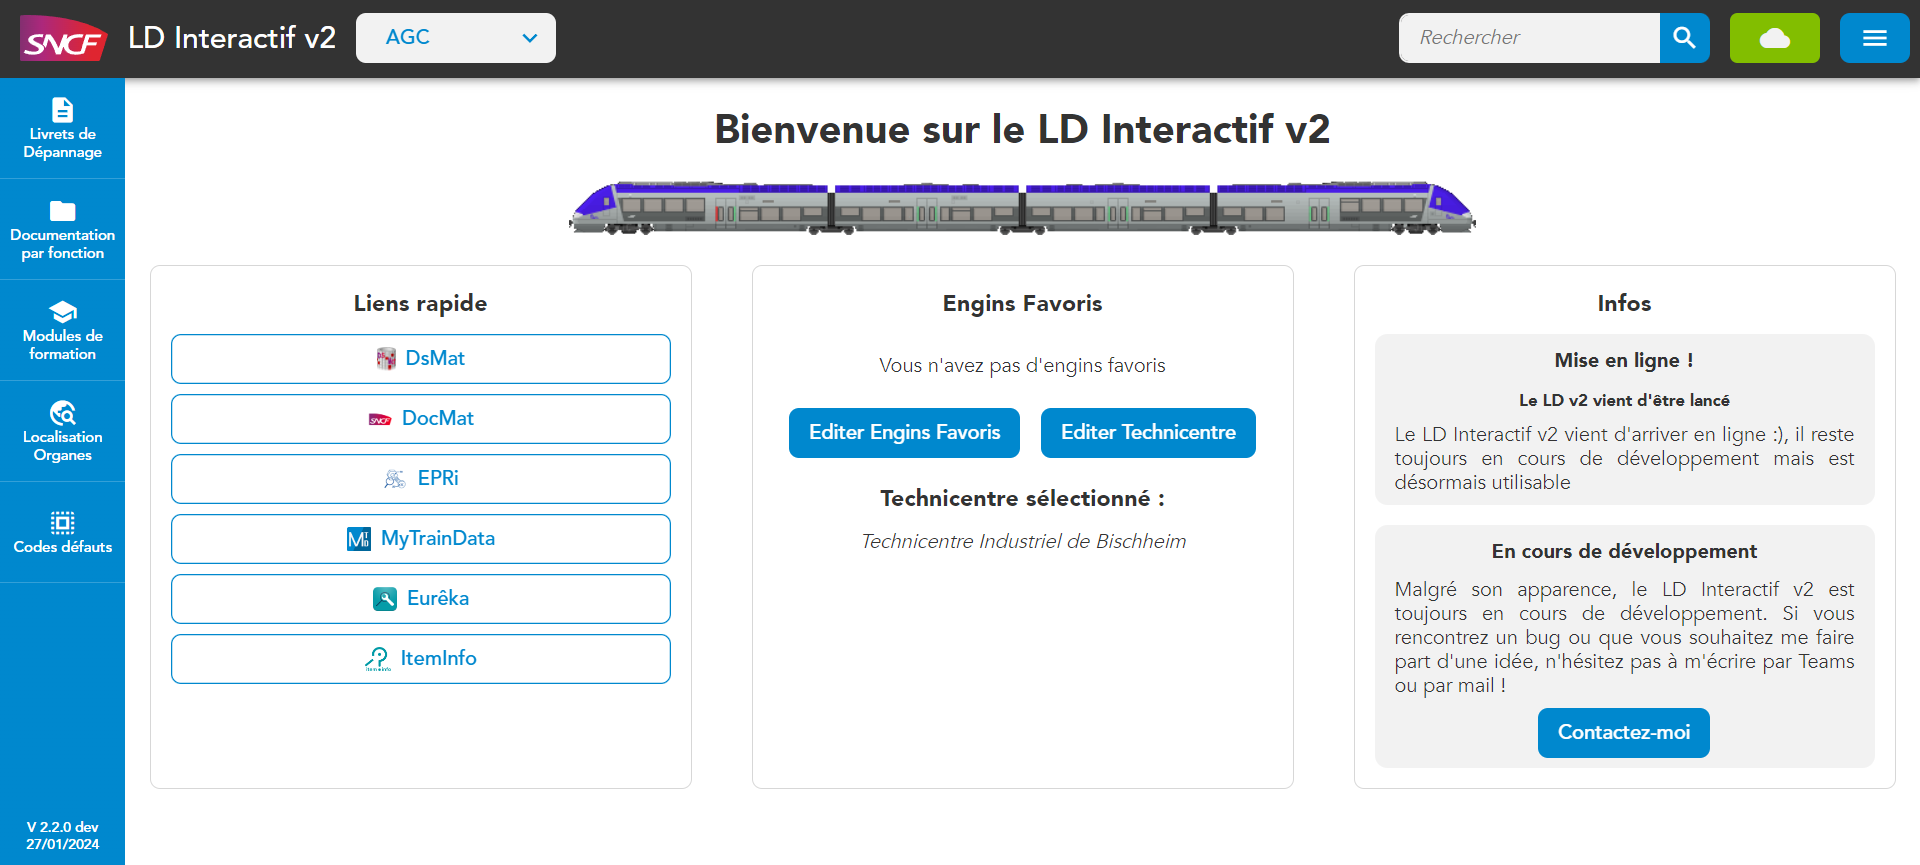 SNCF
LD Interactif v2
AGC
Rechercher
Livrets de
Dépannage
Documentation
par fonction
Modules de
formation
Localisation
Organes
Codes défauts
V 2.2.0 dev
27/01/2024
Bienvenue sur le LD Interactif v2
Liens rapide
DsMat
SNCF
DocMat
EPRi
MTD
MyTrainData
Eurêka
ItemInfo
Engins Favoris
Vous n'avez pas d'engins favoris
Editer Engins Favoris
Editer Technicentre
Technicentre sélectionné :
Technicentre Industriel de Bischheim
Infos
Mise en ligne !
Le LD v2 vient d'être lancé
Le LD Interactif v2 vient d'arriver en ligne :), il reste
toujours en cours de développement mais est
désormais utilisable
En cours de développement
Malgré son apparence, le LD Interactif v2 est
toujours en cours de développement. Si vous
rencontrez un bug ou que vous souhaitez me faire
part d'une idée, n'hésitez pas à m'écrire par Teams
ou par mail !
Contactez-moi